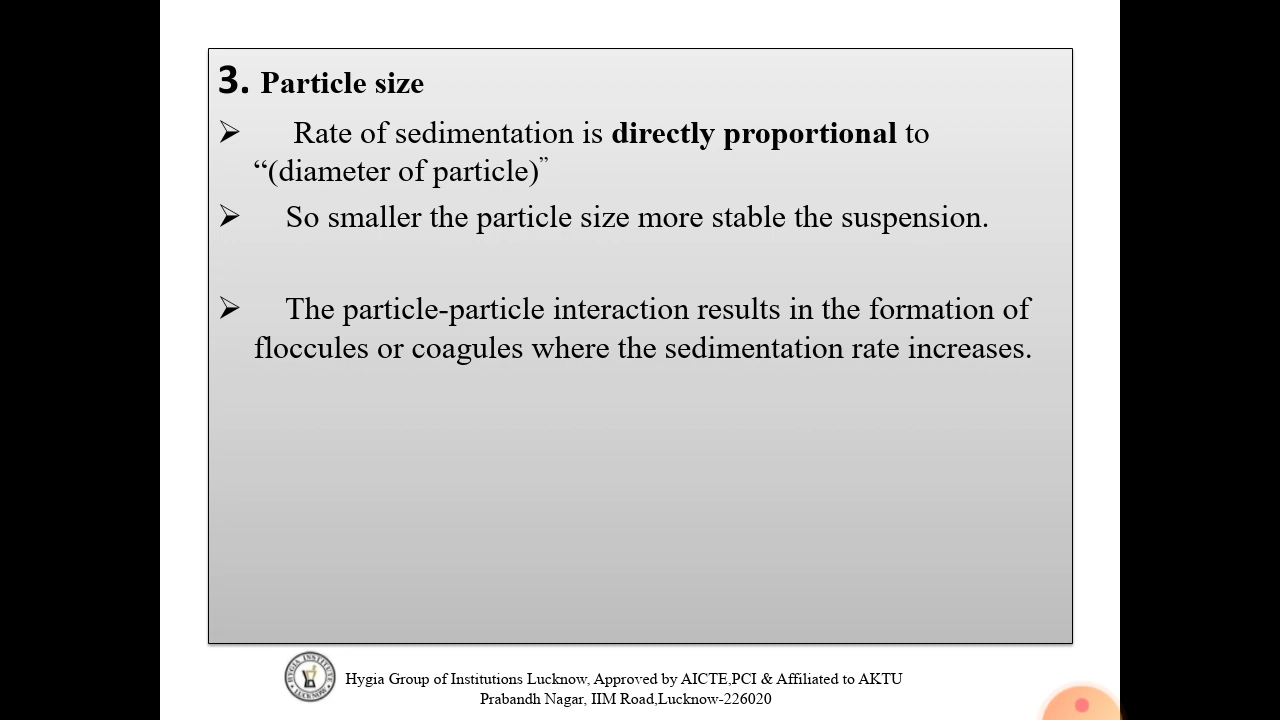 3. Particle size
➢ Rate of sedimentation is directly proportional to
“(diameter of particle)”
➢ So smaller the particle size more stable the suspension.
➢ The particle-particle interaction results in the formation of
floccules or coagules where the sedimentation rate increases.
HYGIA INSTITUTE
LUCKNOW
Hygia Group of Institutions Lucknow, Approved by AICTE,PCI & Affiliated to AKTU
Prabandh Nagar, IIM Road,Lucknow-226020